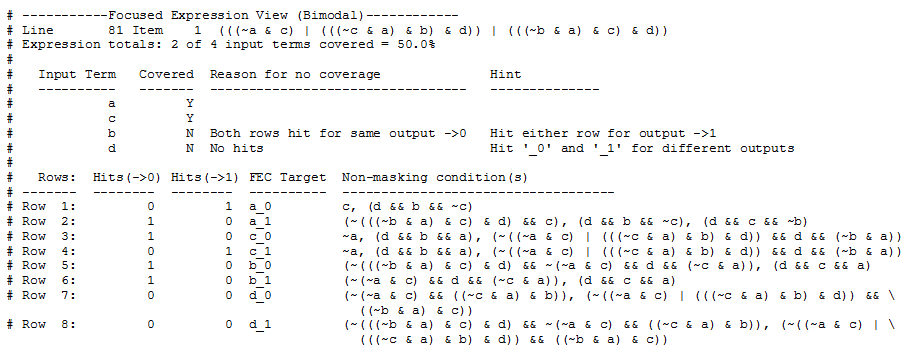 # -----------Focused Expression View (Bimodal)------------
# Line       81 Item    1  (((~a & c) | (((~c & a) & b) & d)) | (((~b & a) & c) & d))
# Expression totals: 2 of 4 input terms covered = 50.0%
#
#   Input Term   Covered  Reason for no coverage            Hint
#   ----------   -------  --------------------------------  --------------
#            a         Y
#            c         Y
#            b         N  Both rows hit for same output ->0  Hit either row for output ->1
#            d         N  No hits                           Hit '_0' and '_1' for different outputs
#
#   Rows:  Hits(->0) Hits(->1) FEC Target  Non-masking condition(s)
# -------  --------- --------- ----------  ----------------------------------
# Row  1:          0         1 a_0         c, (d && b && ~c)
# Row  2:          1         0 a_1         (~(((~b & a) & c) & d) && c), (d && b && ~c), (d && c && ~b)
# Row  3:          1         0 c_0         ~a, (d && b && a), (~((~a & c) | (((~c & a) & b) & d)) && d && (~b & a))
# Row  4:          0         1 c_1         ~a, (d && b && a), (~((~a & c) | (((~c & a) & b) & d)) && d && (~b & a))
# Row  5:          1         0 b_0         (~(((~b & a) & c) & d) && ~(~a & c) && d && (~c & a)), (d && c && a)
# Row  6:          1         0 b_1         (~(~a & c) && d && (~c & a)), (d && c && a)
# Row  7:          0         0 d_0         (~(~a & c) && ((~c & a) & b)), (~((~a & c) | (((~c & a) & b) & d)) && \
((~b & a) & c))
# Row  8:          0         0 d_1         (~(((~b & a) & c) & d) && ~(~a & c) && ((~c & a) & b)), (~((~a & c) | \
(((~c & a) & b) & d)) && ((~b & a) & c))